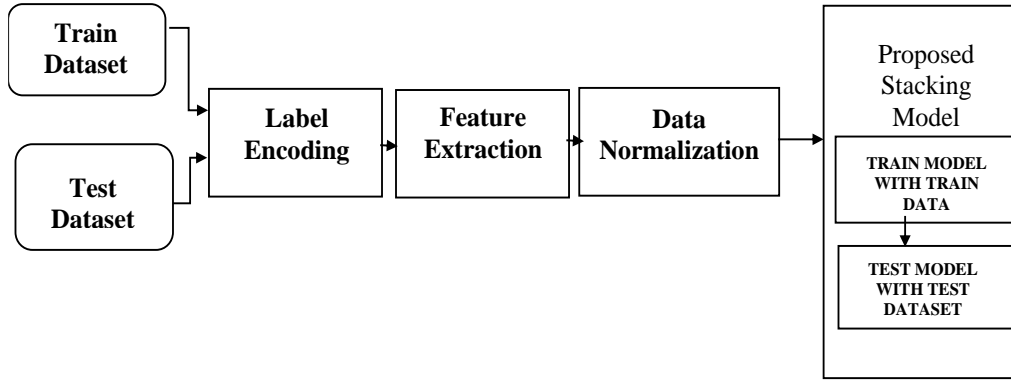 Train
Dataset
Test
Dataset
Label
Encoding
Feature
Extraction
Data
Normalization
Proposed
Stacking
Model
TRAIN MODEL
WITH TRAIN
DATA
TEST MODEL
WITH TEST
DATASET